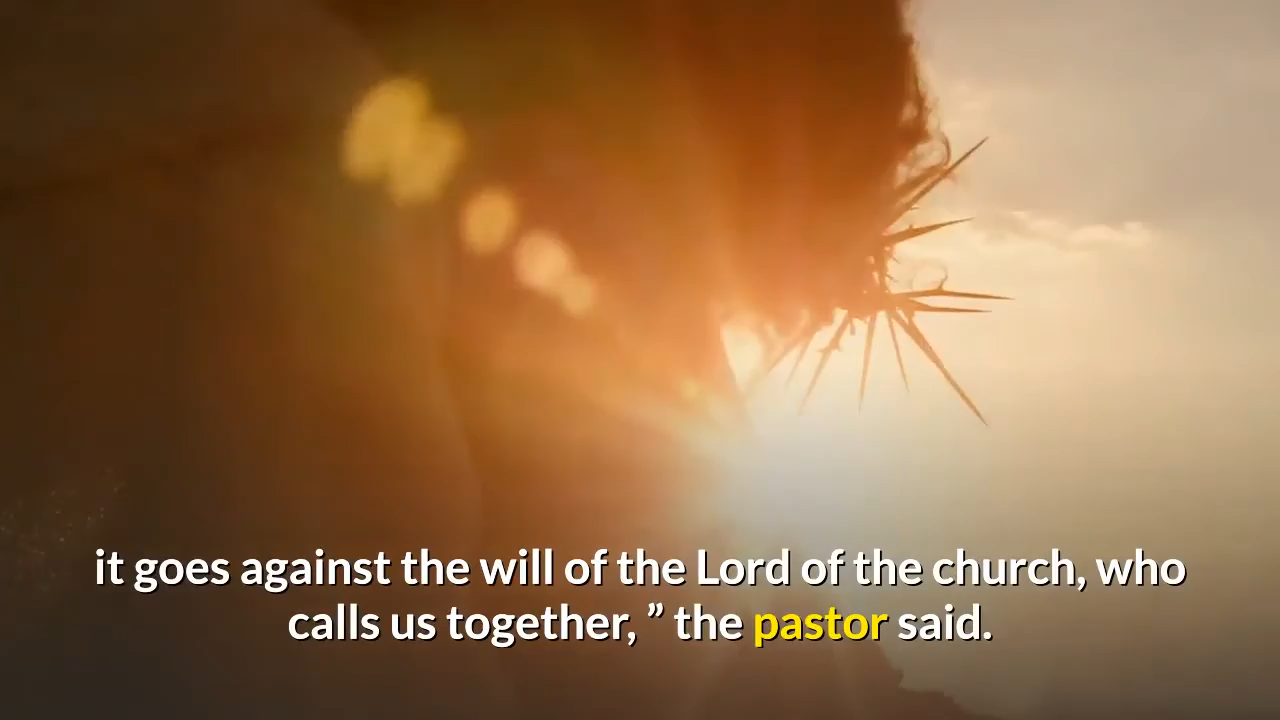 it goes against the will of the Lord of the church, who
calls us together, ” the pastor said.